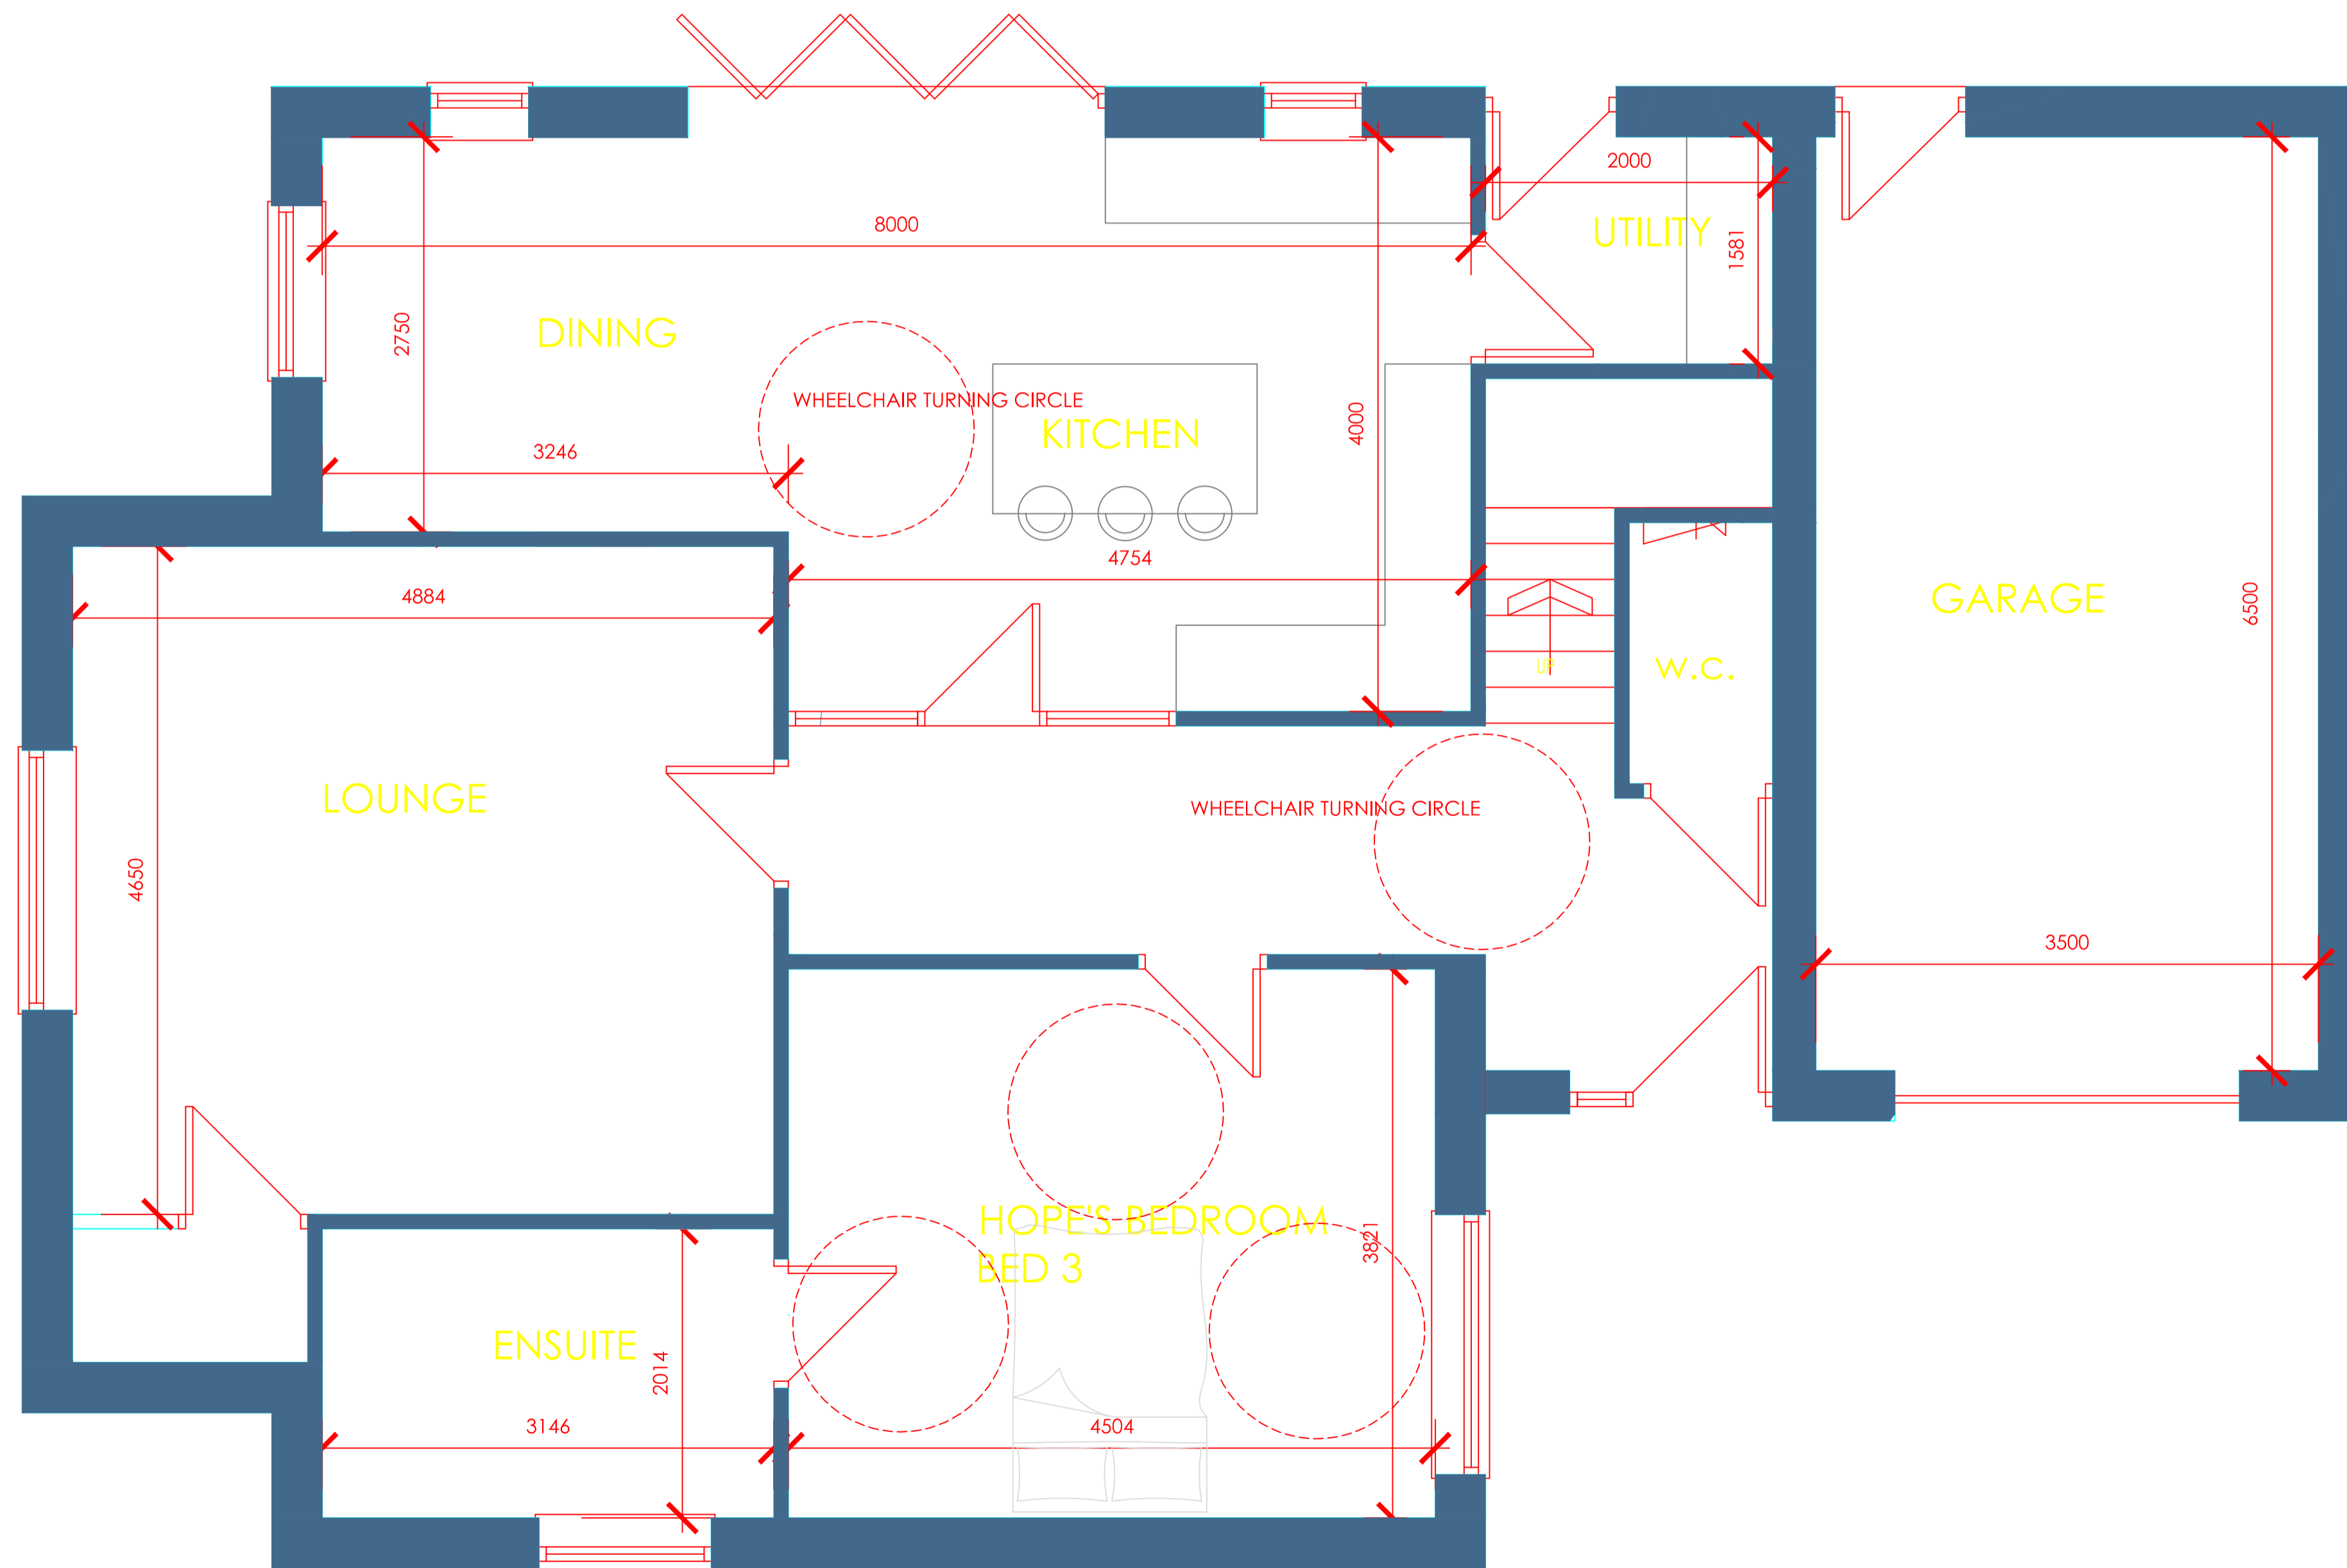 2000
8000
UTILITY
1581
DINING
2750
WHEELCHAIR TURNING CIRCLE
KITCHEN
4000
3246
4754
4884
GARAGE
6500
UP
W.C.
LOUNGE
WHEELCHAIR TURNING CIRCLE
4650
3500
HOPE'S BEDROOM
BED 3
3821
ENSUITE
2014
3146
4504